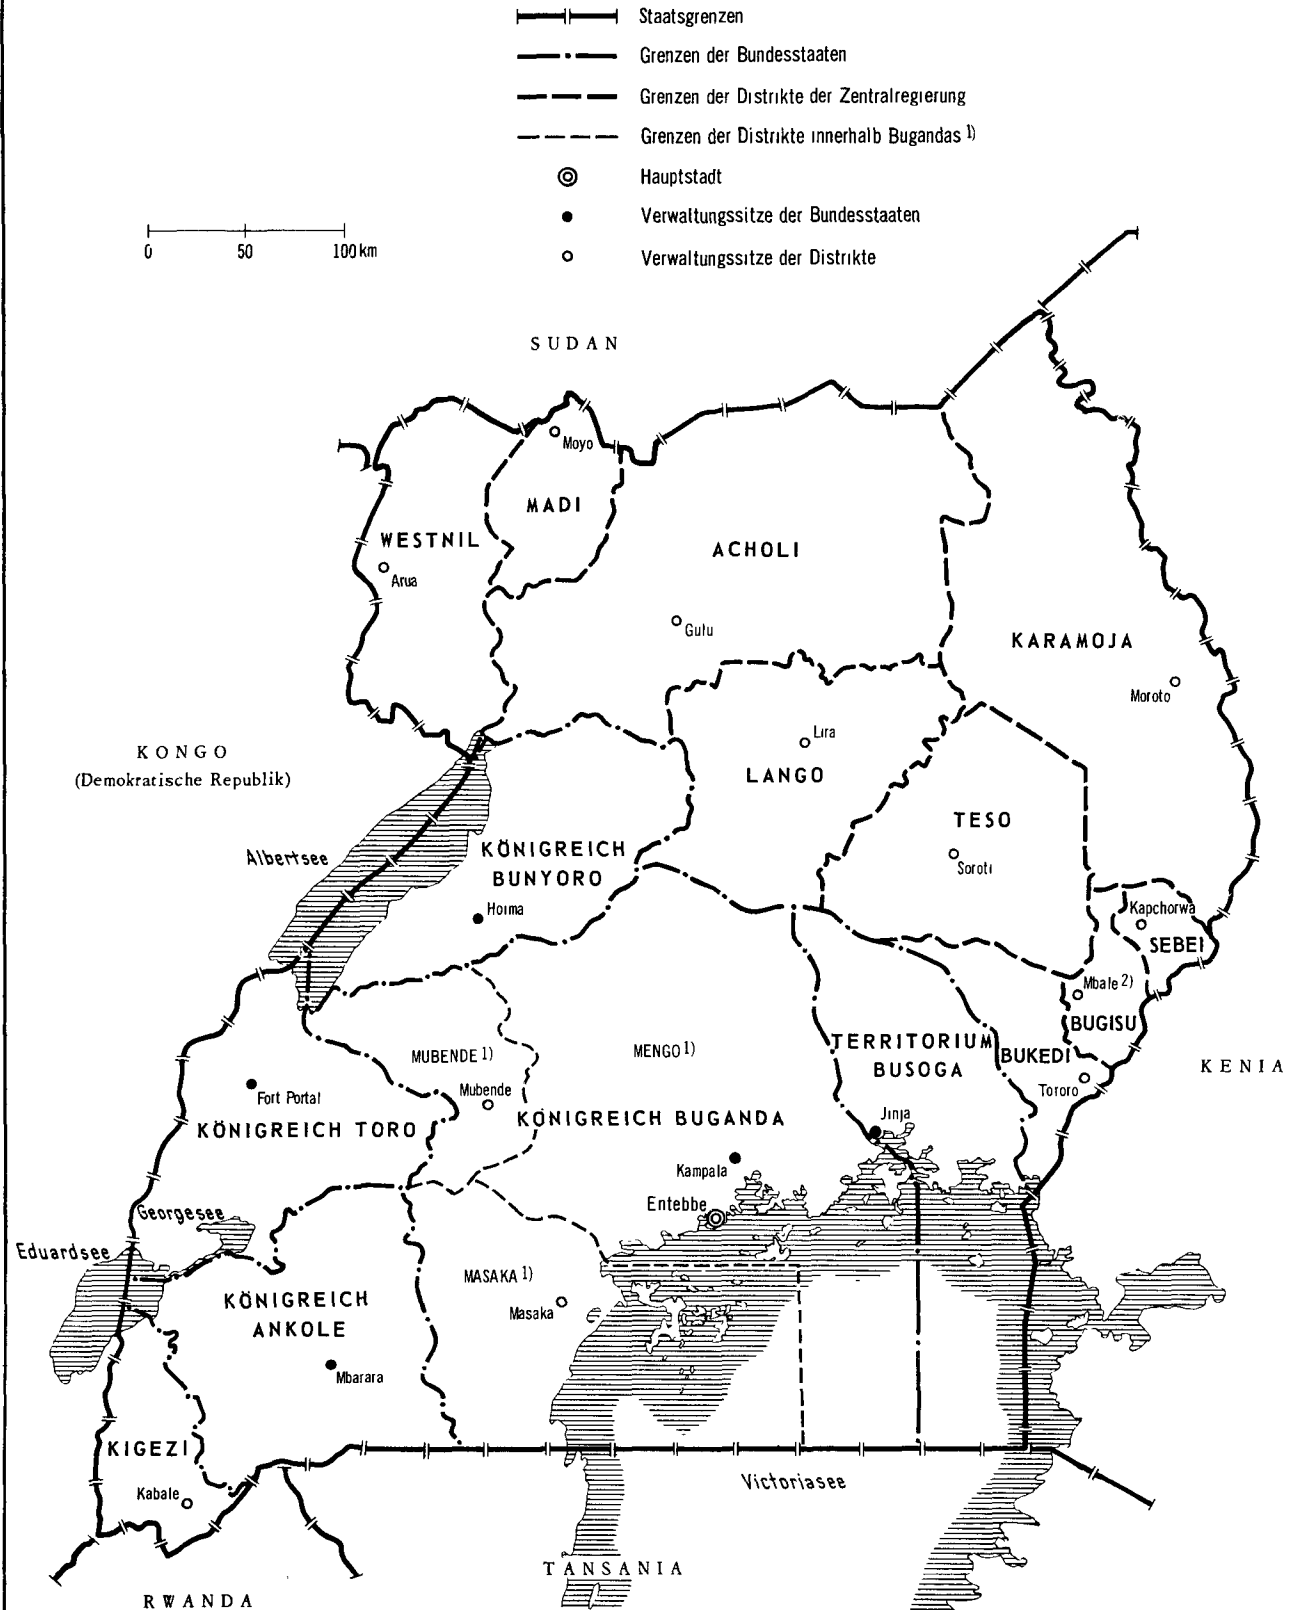 Staatsgrenzen
Grenzen der Bundesstaaten
Grenzen der Distrikte der Zentralregierung
Grenzen der Distrikte innerhalb Bugandas 1)
Hauptstadt
Verwaltungssitze der Bundesstaaten
Verwaltungssitze der Distrikte
0 50 100 km
SUDAN
Moyo
MADI
WESTNIL
Arua
ACHOLI
Gulu
KARAMOJA
Moroto
KONGO
(Demokratische Republik)
Lira
LANGO
TESO
Soroti
Albertsee
KÖNIGREICH
BUNYORO
Hoima
Kapchorwa
SEBEI
Mbale 2)
BUGISU
MUBENDE 1)
Mubende
MENGO 1)
TERRITORIUM
BUSOGA
BUKEDI
Tororo
KENIA
Fort Portal
KÖNIGREICH TORO
KÖNIGREICH BUGANDA
Jinja
Kampala
Entebbe
Georgesee
Eduardsee
MASAKA 1)
Masaka
KÖNIGREICH
ANKOLE
Mbarara
KIGEZI
Kabale
Victoriasee
TANSANIA
RWANDA